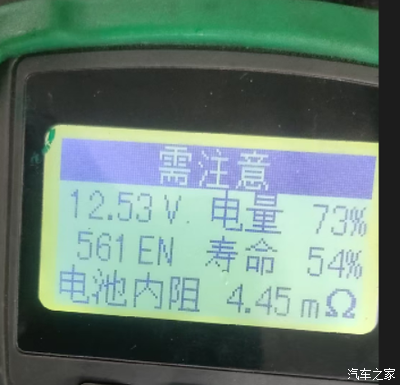 需注意
12.53 V 电量 73%
561 EN 寿命 54%
电池内阻 4.45 mΩ
汽车之家